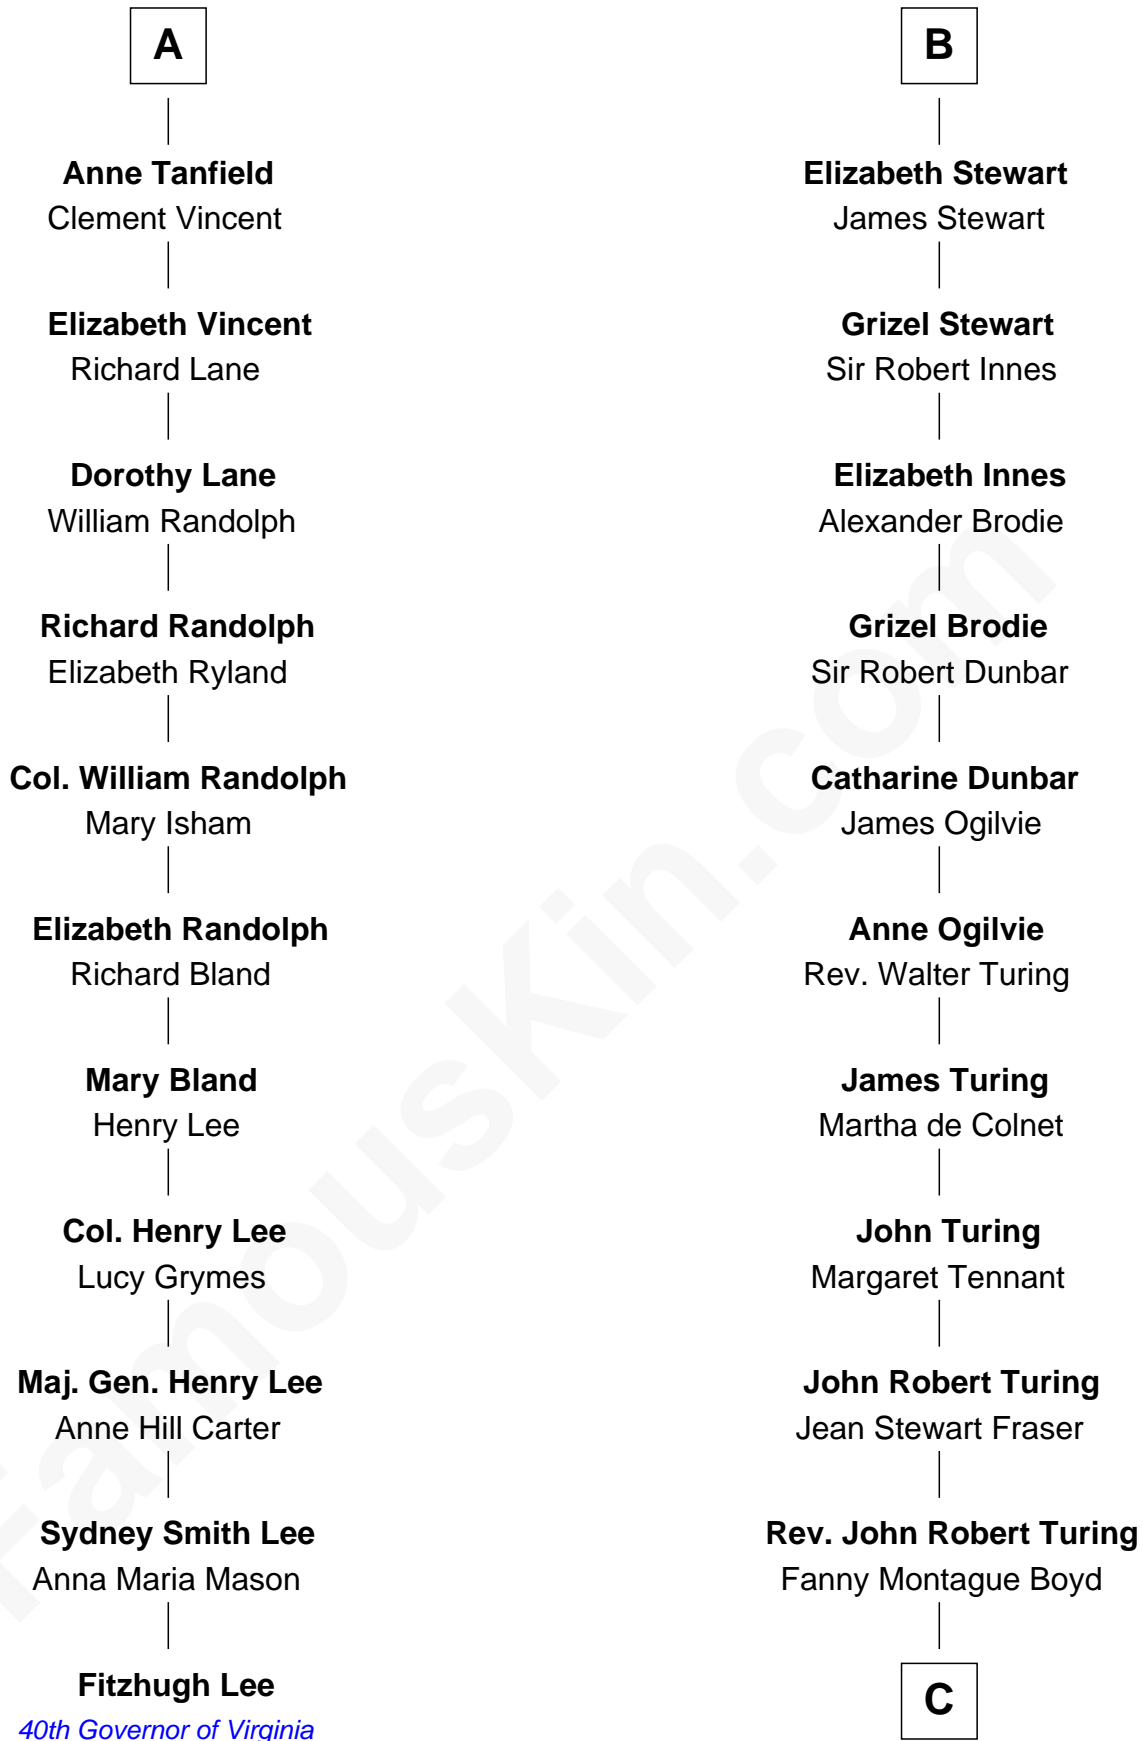 A
Anne Tanfield
Clement Vincent
Elizabeth Vincent
Richard Lane
Dorothy Lane
William Randolph
Richard Randolph
Elizabeth Ryland
Col. William Randolph
Mary Isham
Elizabeth Randolph
Richard Bland
Mary Bland
Henry Lee
Col. Henry Lee
Lucy Grymes
Maj. Gen. Henry Lee
Anne Hill Carter
Sydney Smith Lee
Anna Maria Mason
Fitzhugh Lee
40th Governor of Virginia
B
Elizabeth Stewart
James Stewart
Grizel Stewart
Sir Robert Innes
Elizabeth Innes
Alexander Brodie
Grizel Brodie
Sir Robert Dunbar
Catharine Dunbar
James Ogilvie
Anne Ogilvie
Rev. Walter Turing
James Turing
Martha de Colnet
John Turing
Margaret Tennant
John Robert Turing
Jean Stewart Fraser
Rev. John Robert Turing
Fanny Montague Boyd
C
FamousKin.com